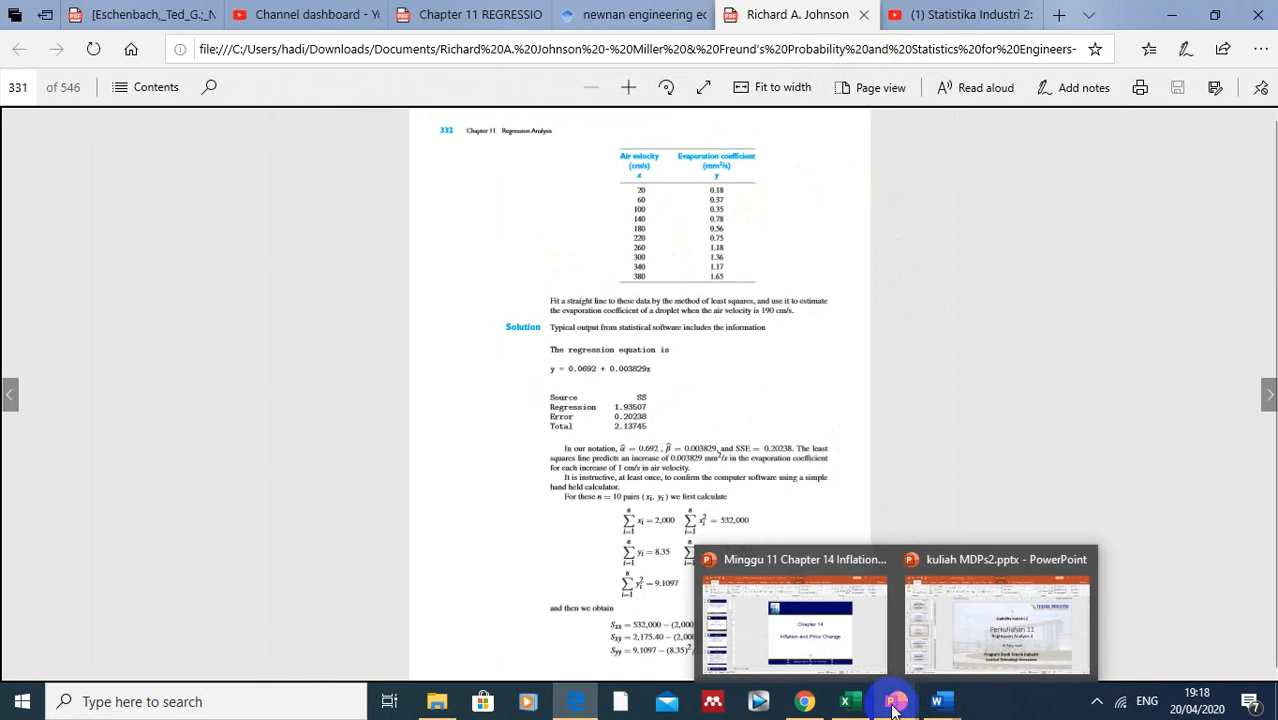 Channel dashboard - Yo
Chapter 11 Regression A
Richard A. Johnson
file:///C:/Users/hadi/Downloads/Documents/Richard%20A.%20Johnson%20-%20Miller%20&%20Freund's%20Probability%20and%20Statistics%20for%20Engineers-
331 of 546 Contents Fit to width Page view Read aloud Add notes
332 Chapter 11 Regression Analysis
Air velocity Evaporation coefficient
(cm/s) (mm²/s)
x y
20 0.18
60 0.37
100 0.35
140 0.78
180 0.56
220 0.75
260 1.18
300 1.36
340 1.17
380 1.65
Fit a straight line to these data by the method of least squares, and use it to estimate
the evaporation coefficient of a droplet when the air velocity is 190 cm/s.
Solution Typical output from statistical software includes the information
The regression equation is
y = 0.0692 + 0.003829x
Source SS
Regression 1.93507
Error 0.20238
Total 2.13745
In our notation, α̂ = 0.692 , β̂ = 0.003829, and SSE = 0.20238. The least
squares line predicts an increase of 0.003829 mm²/s in the evaporation coefficient
for each increase of 1 cm/s in air velocity.
It is instructive, at least once, to confirm the computer software using a simple
hand held calculator.
For these n = 10 pairs (xi, yi) we first calculate
n n
∑ xi = 2,000 ∑ xi² = 532,000
i=1 i=1
n n
∑ yi = 8.35 ∑
i=1
n
∑ yi² = 9.1097
i=1
and then we obtain
Sxx = 532,000 − (2,000
Sxy = 2,175.40 − (2,000
Syy = 9.1097 − (8.35)²/
Minggu 11 Chapter 14 Inflation... kuliah MDPs2.pptx - PowerPoint
Chapter 14
Inflation and Price Change
Perkuliahan 11
Type here to search
ENG
20/04/2020
7